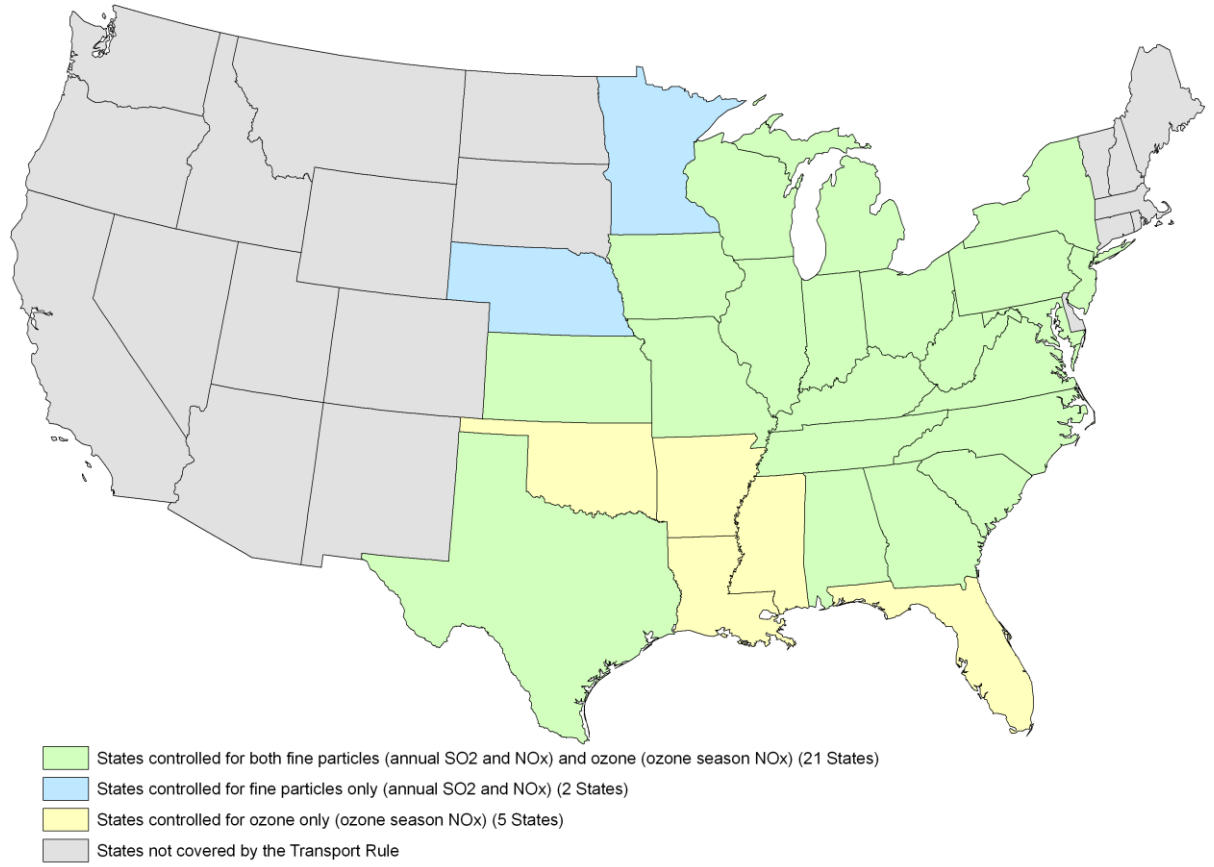 States controlled for both fine particles (annual SO2 and NOx) and ozone (ozone season NOx) (21 States)
States controlled for fine particles only (annual SO2 and NOx) (2 States)
States controlled for ozone only (ozone season NOx) (5 States)
States not covered by the Transport Rule